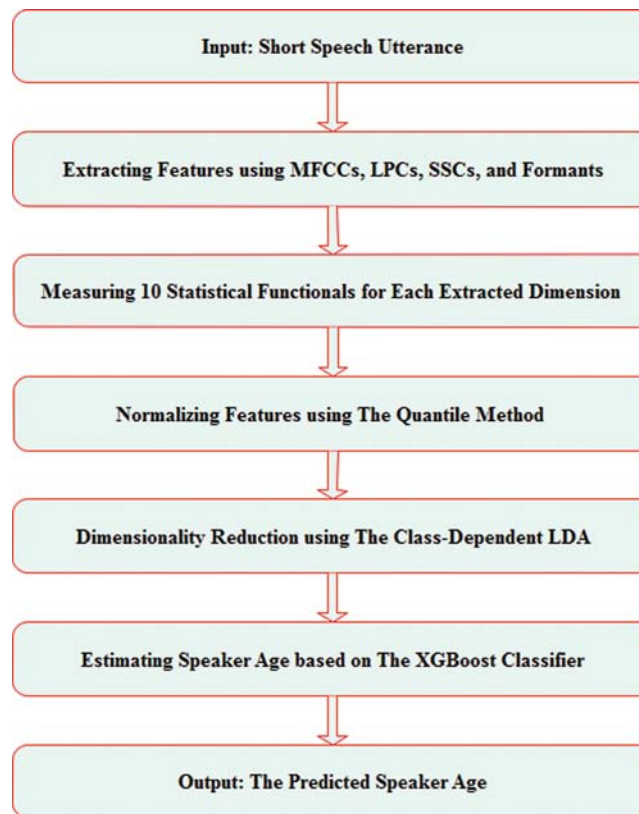 Input: Short Speech Utterance
Extracting Features using MFCCs, LPCs, SSCs, and Formants
Measuring 10 Statistical Functionals for Each Extracted Dimension
Normalizing Features using The Quantile Method
Dimensionality Reduction using The Class-Dependent LDA
Estimating Speaker Age based on The XGBoost Classifier
Output: The Predicted Speaker Age